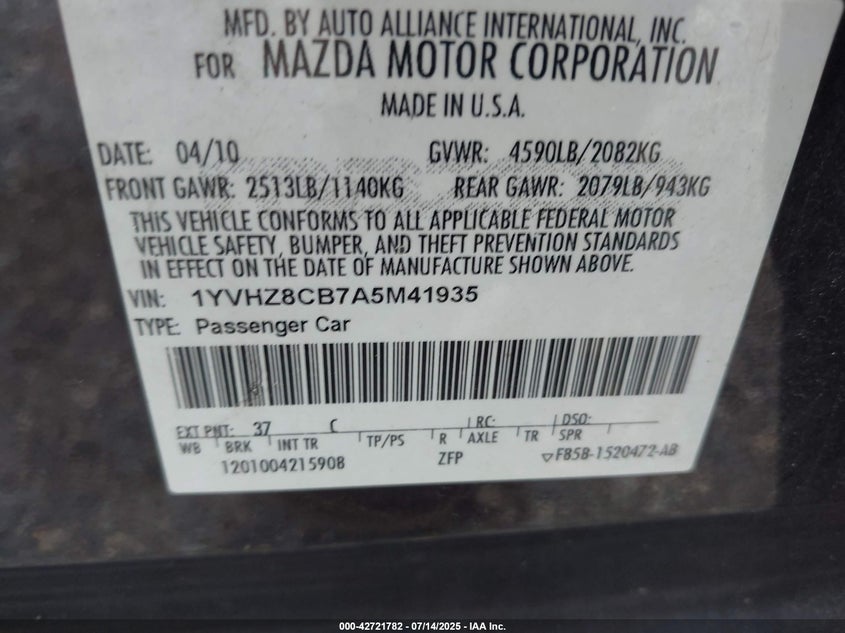 MFD. BY AUTO ALLIANCE INTERNATIONAL, INC.
FOR MAZDA MOTOR CORPORATION
MADE IN U.S.A.
DATE: 04/10 GVWR: 4590LB/2082KG
FRONT GAWR: 2513LB/1140KG REAR GAWR: 2079LB/943KG
THIS VEHICLE CONFORMS TO ALL APPLICABLE FEDERAL MOTOR
VEHICLE SAFETY, BUMPER, AND THEFT PREVENTION STANDARDS
IN EFFECT ON THE DATE OF MANUFACTURE SHOWN ABOVE.
VIN: 1YVHZ8CB7A5M41935
TYPE: Passenger Car
EXT PNT: 37 C RC: DSO:
WB BRK INT TR TP/PS R AXLE TR SPR
12010042159OB ZFP ▽F85B-1520472-AB
000-42721782 / 07/14/2025 - IAA Inc.